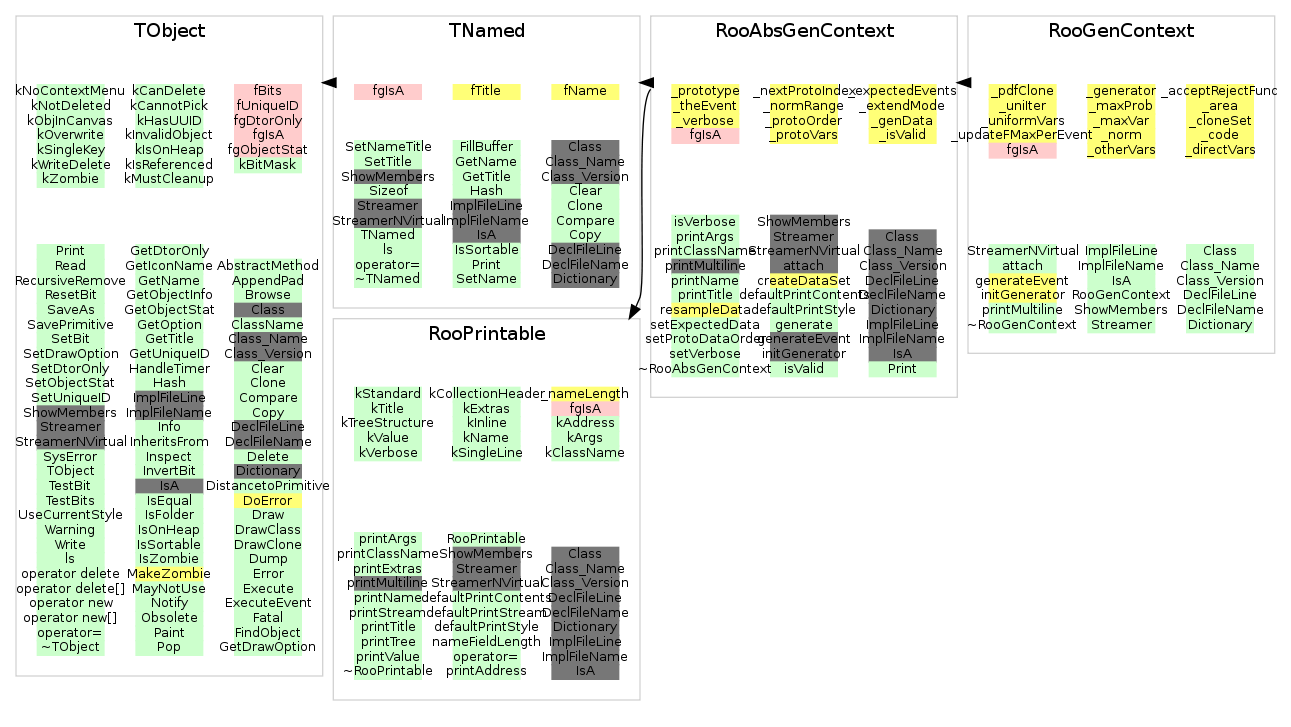 TObject
kNoContextMenu
kNotDeleted
kObjInCanvas
kOverwrite
kSingleKey
kWriteDelete
kZombie
kCanDelete
kCannotPick
kHasUUID
kInvalidObject
kIsOnHeap
kIsReferenced
kMustCleanup
fBits
fUniqueID
fgDtorOnly
fgIsA
fgObjectStat
kBitMask
Print
Read
RecursiveRemove
ResetBit
SaveAs
SavePrimitive
SetBit
SetDrawOption
SetDtorOnly
SetObjectStat
SetUniqueID
ShowMembers
Streamer
StreamerNVirtual
SysError
TObject
TestBit
TestBits
UseCurrentStyle
Warning
Write
ls
operator delete
operator delete[]
operator new
operator new[]
operator=
~TObject
GetDtorOnly
GetIconName
GetName
GetObjectInfo
GetObjectStat
GetOption
GetTitle
GetUniqueID
HandleTimer
Hash
ImplFileLine
ImplFileName
Info
InheritsFrom
Inspect
InvertBit
IsA
IsEqual
IsFolder
IsOnHeap
IsSortable
IsZombie
MakeZombie
MayNotUse
Notify
Obsolete
Paint
Pop
AbstractMethod
AppendPad
Browse
Class
ClassName
Class_Name
Class_Version
Clear
Clone
Compare
Copy
DeclFileLine
DeclFileName
Delete
Dictionary
DistancetoPrimitive
DoError
Draw
DrawClass
DrawClone
Dump
Error
Execute
ExecuteEvent
Fatal
FindObject
GetDrawOption
TNamed
fgIsA
fTitle
fName
SetNameTitle
SetTitle
ShowMembers
Sizeof
Streamer
StreamerNVirtual
TNamed
ls
operator=
~TNamed
FillBuffer
GetName
GetTitle
Hash
ImplFileLine
ImplFileName
IsA
IsSortable
Print
SetName
Class
Class_Name
Class_Version
Clear
Clone
Compare
Copy
DeclFileLine
DeclFileName
Dictionary
RooPrintable
kStandard
kTitle
kTreeStructure
kValue
kVerbose
kCollectionHeader
kExtras
kInline
kName
kSingleLine
_nameLength
fgIsA
kAddress
kArgs
kClassName
printArgs
printClassName
printExtras
printMultiline
printName
printStream
printTitle
printTree
printValue
~RooPrintable
RooPrintable
ShowMembers
Streamer
StreamerNVirtual
defaultPrintContents
defaultPrintStream
defaultPrintStyle
nameFieldLength
operator=
printAddress
Class
Class_Name
Class_Version
DeclFileLine
DeclFileName
Dictionary
ImplFileLine
ImplFileName
IsA
RooAbsGenContext
_prototype
_theEvent
_verbose
fgIsA
_nextProtoIndex
_normRange
_protoOrder
_protoVars
_expectedEvents
_extendMode
_genData
_isValid
isVerbose
printArgs
printClassName
printMultiline
printName
printTitle
resampleData
setExpectedData
setProtoDataOrder
setVerbose
~RooAbsGenContext
ShowMembers
Streamer
StreamerNVirtual
attach
createDataSet
defaultPrintContents
defaultPrintStyle
generate
generateEvent
initGenerator
isValid
Class
Class_Name
Class_Version
DeclFileLine
DeclFileName
Dictionary
ImplFileLine
ImplFileName
IsA
Print
RooGenContext
_pdfClone
_uniIter
_uniformVars
_updateFMaxPerEvent
fgIsA
_generator
_maxProb
_maxVar
_norm
_otherVars
_acceptRejectFunc
_area
_cloneSet
_code
_directVars
StreamerNVirtual
attach
generateEvent
initGenerator
printMultiline
~RooGenContext
ImplFileLine
ImplFileName
IsA
RooGenContext
ShowMembers
Streamer
Class
Class_Name
Class_Version
DeclFileLine
DeclFileName
Dictionary